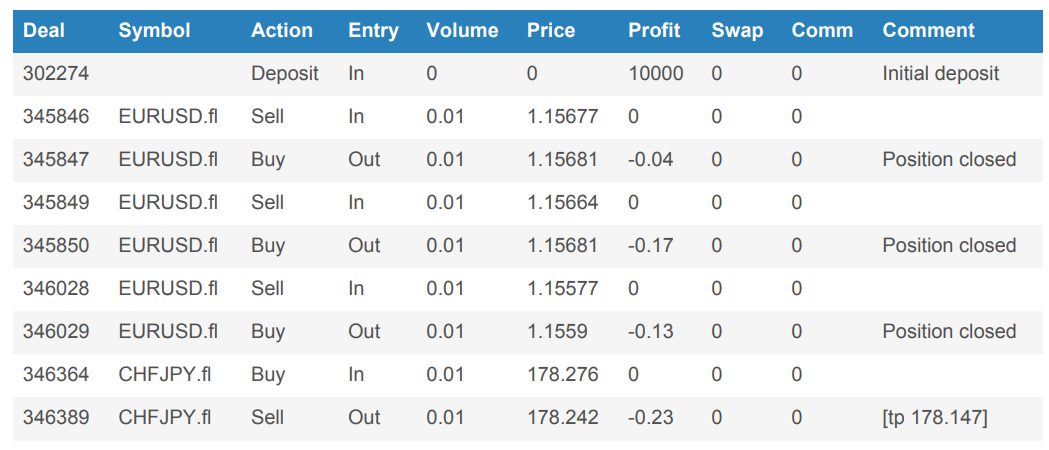 Deal Symbol Action Entry Volume Price Profit Swap Comm Comment
302274 Deposit In 0 0 10000 0 0 Initial deposit
345846 EURUSD.fl Sell In 0.01 1.15677 0 0 0
345847 EURUSD.fl Buy Out 0.01 1.15681 -0.04 0 0 Position closed
345849 EURUSD.fl Sell In 0.01 1.15664 0 0 0
345850 EURUSD.fl Buy Out 0.01 1.15681 -0.17 0 0 Position closed
346028 EURUSD.fl Sell In 0.01 1.15577 0 0 0
346029 EURUSD.fl Buy Out 0.01 1.1559 -0.13 0 0 Position closed
346364 CHFJPY.fl Buy In 0.01 178.276 0 0 0
346389 CHFJPY.fl Sell Out 0.01 178.242 -0.23 0 0 [tp 178.147]